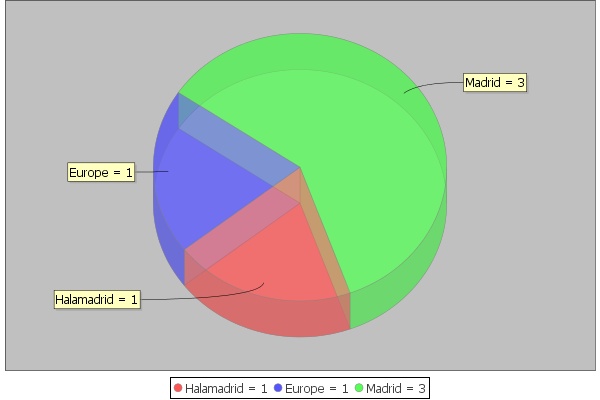 Madrid = 3
Europe = 1
Halamadrid = 1
Halamadrid = 1 Europe = 1 Madrid = 3